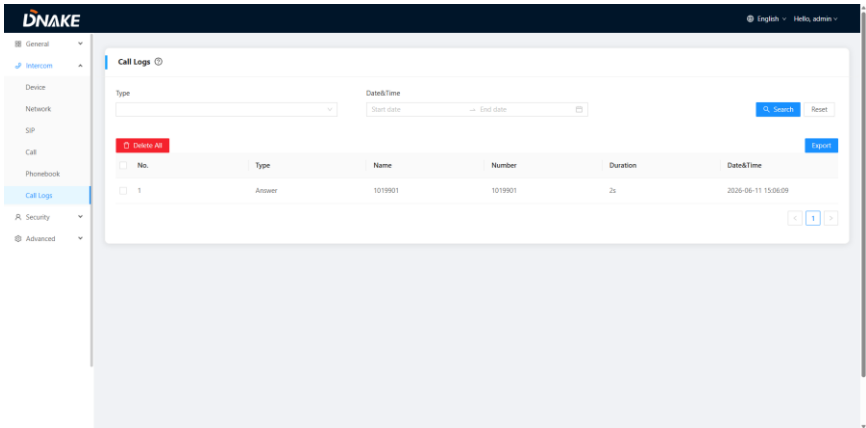 DNAKE
English
Hello, admin
General
Intercom
Device
Network
SIP
Call
Phonebook
Call Logs
Security
Advanced
Call Logs
Type
Date&Time
Start date → End date
Search
Reset
Delete All
Export
No. Type Name Number Duration Date&Time
1 Answer 1019901 1019901 2s 2026-06-11 15:06:09
< 1 >